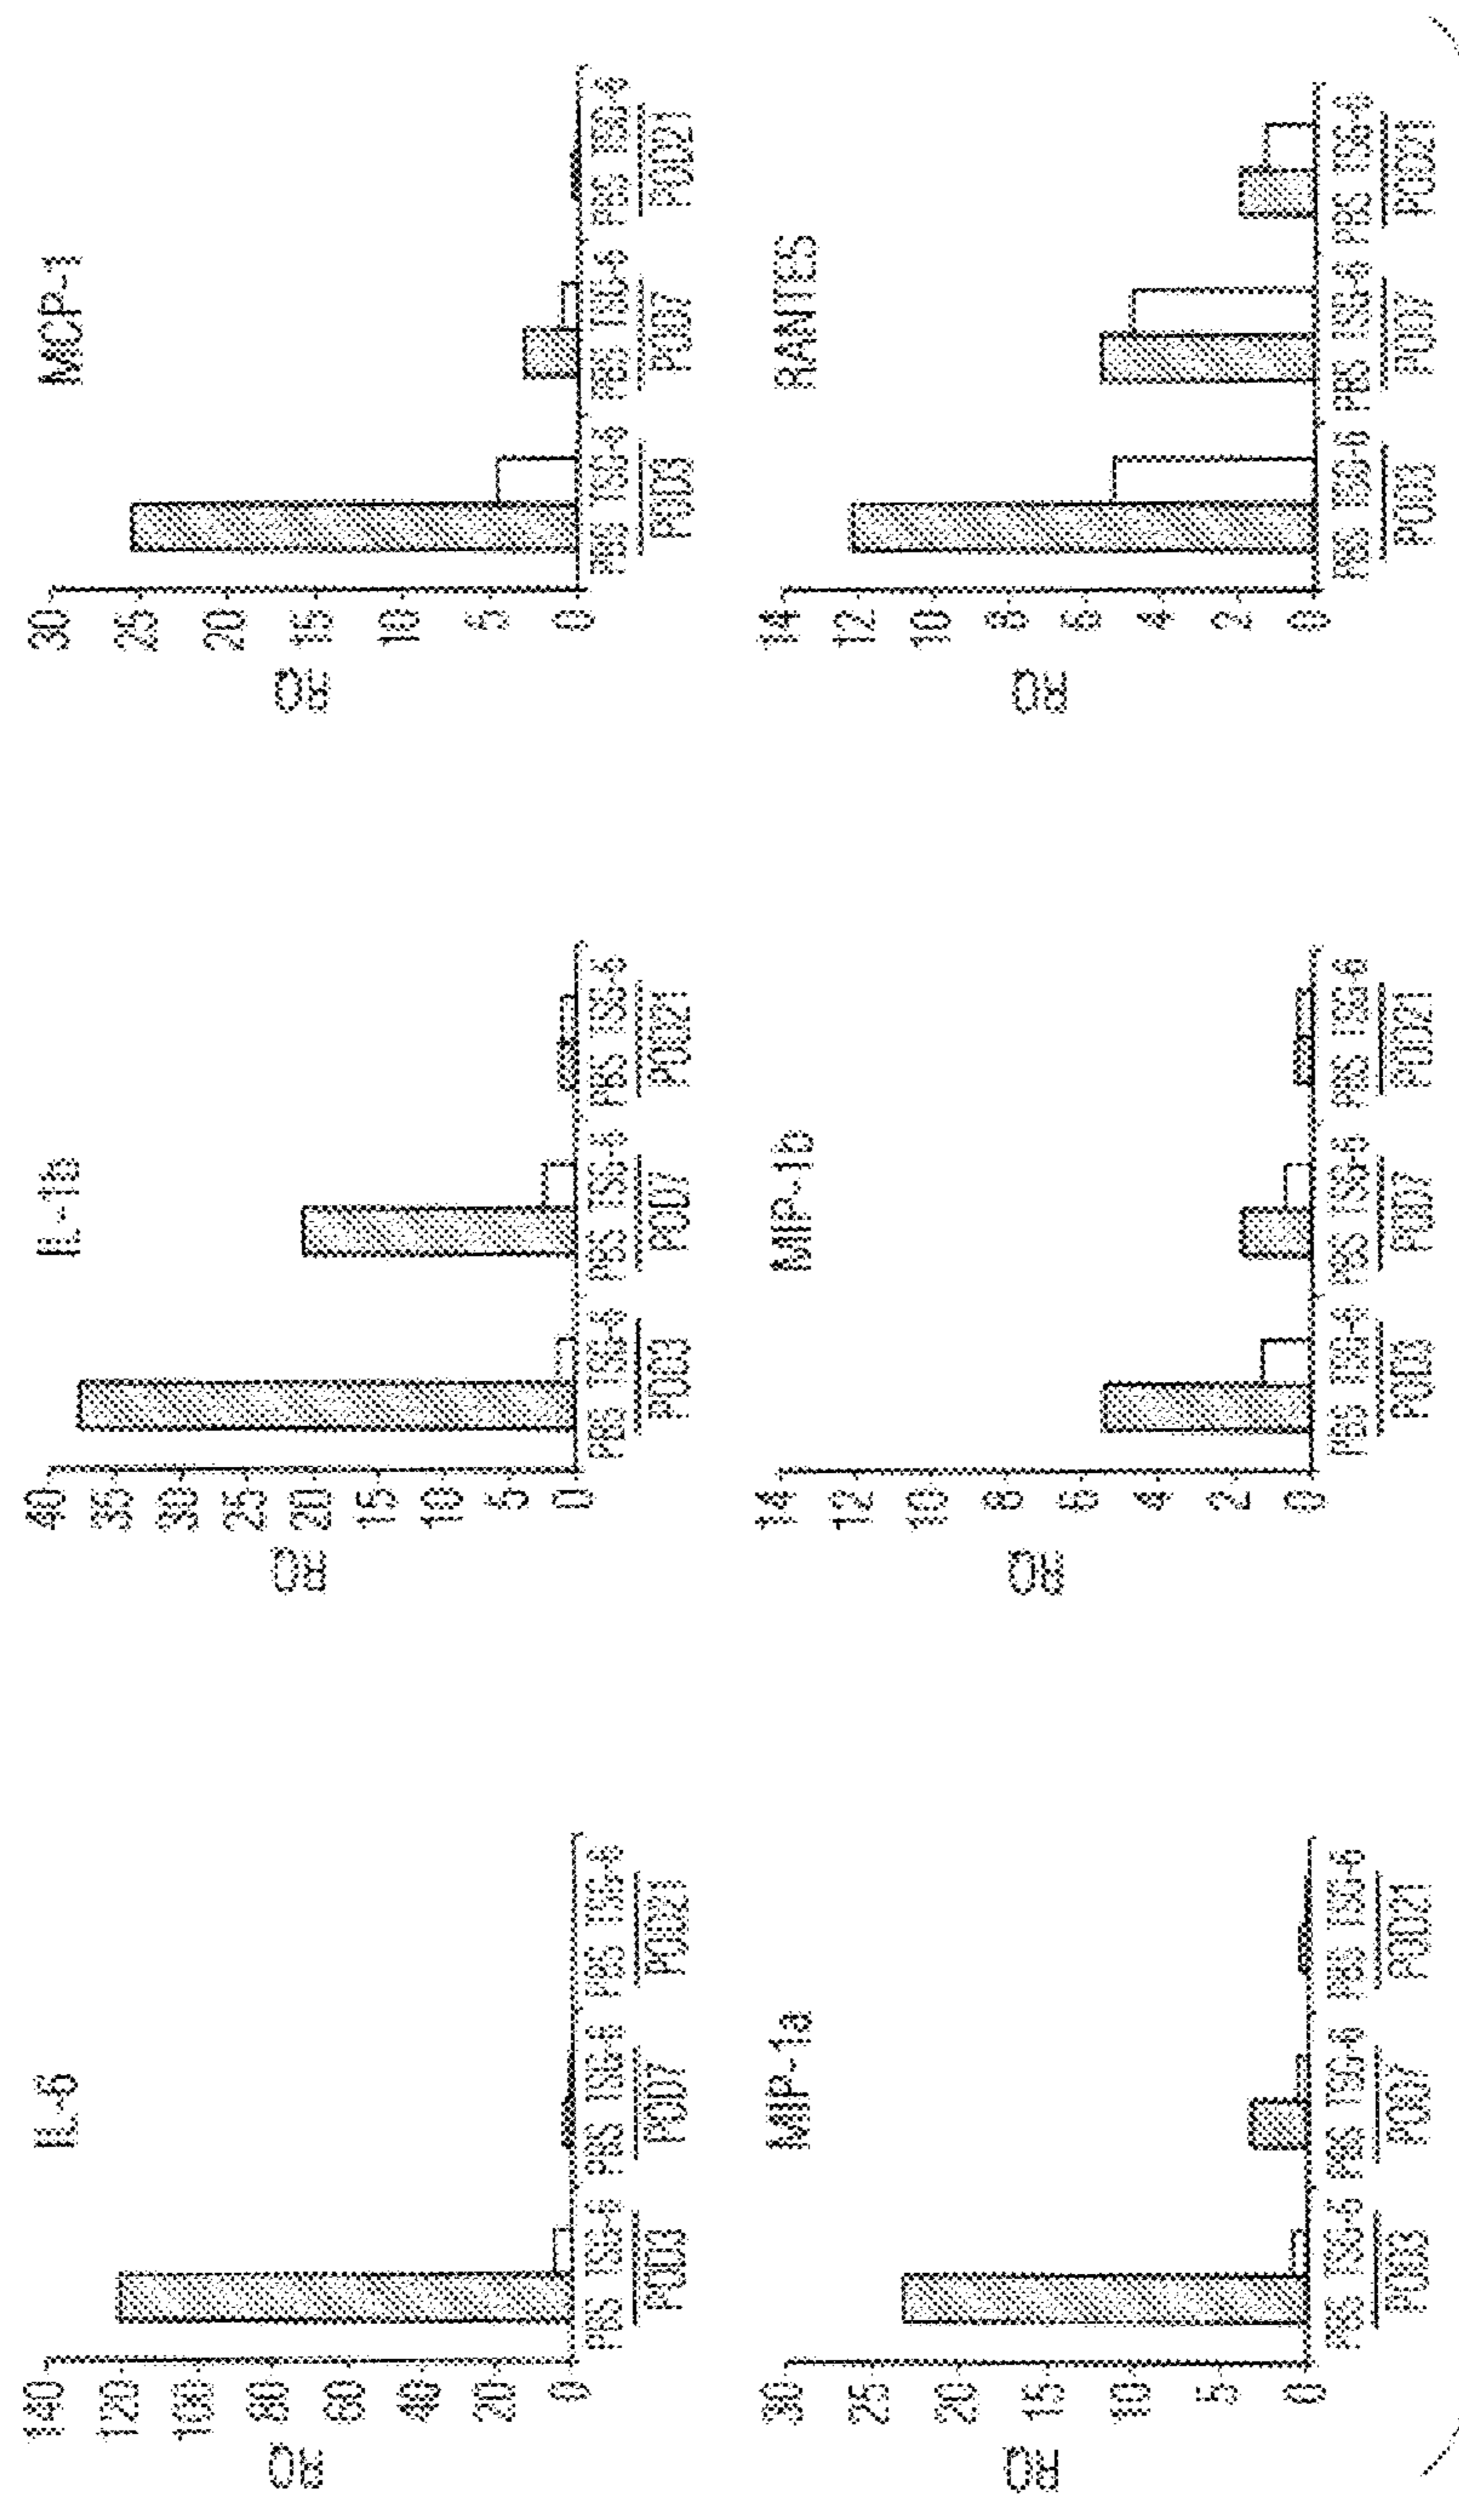 IL-6
RQ
140
120
100
80
60
40
20
0
PBS TSG-6 PBS TSG-6 PBS TSG-6
POD3 POD7 POD21
IL-1b
RQ
40
35
30
25
20
15
10
5
0
PBS TSG-6 PBS TSG-6 PBS TSG-6
POD3 POD7 POD21
MCP-1
RQ
30
25
20
15
10
5
0
PBS TSG-6 PBS TSG-6 PBS TSG-6
POD3 POD7 POD21
MIP-1a
RQ
30
25
20
15
10
5
0
PBS TSG-6 PBS TSG-6 PBS TSG-6
POD3 POD7 POD21
MIP-1b
RQ
14
12
10
8
6
4
2
0
PBS TSG-6 PBS TSG-6 PBS TSG-6
POD3 POD7 POD21
RANTES
RQ
14
12
10
8
6
4
2
0
PBS TSG-6 PBS TSG-6 PBS TSG-6
POD3 POD7 POD21